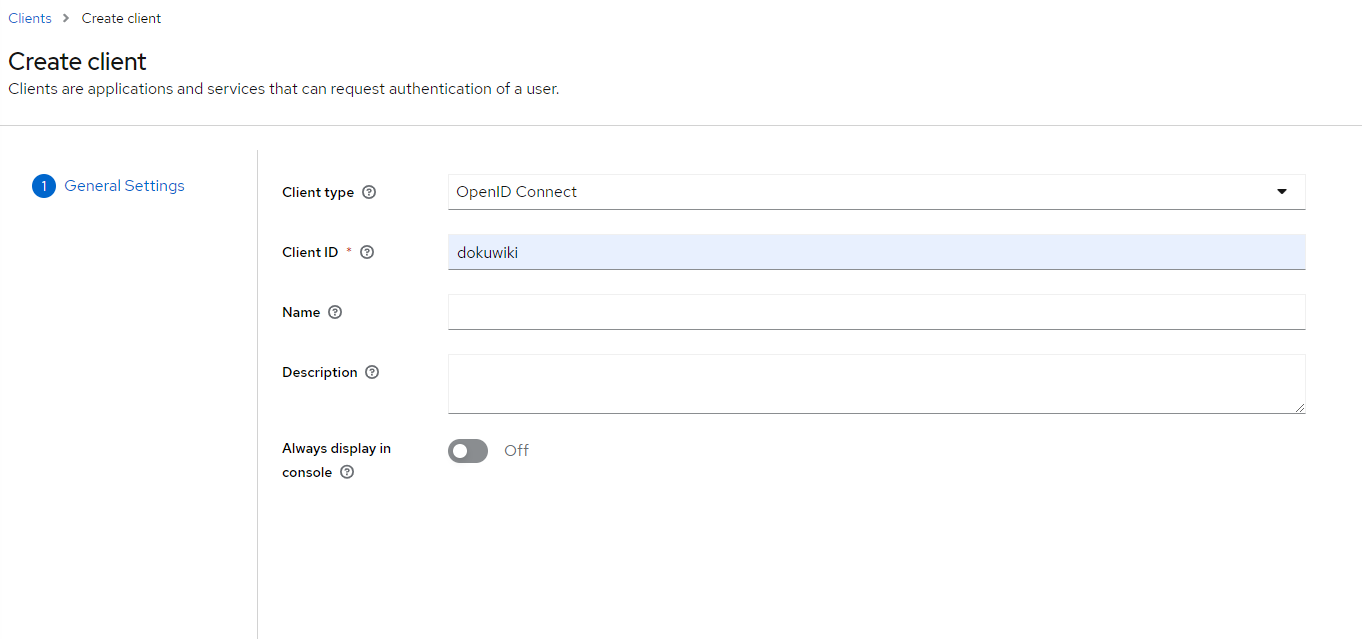 Clients > Create client
Create client
Clients are applications and services that can request authentication of a user.
1 General Settings
Client type
OpenID Connect
Client ID *
dokuwiki
Name
Description
Always display in
console
Off